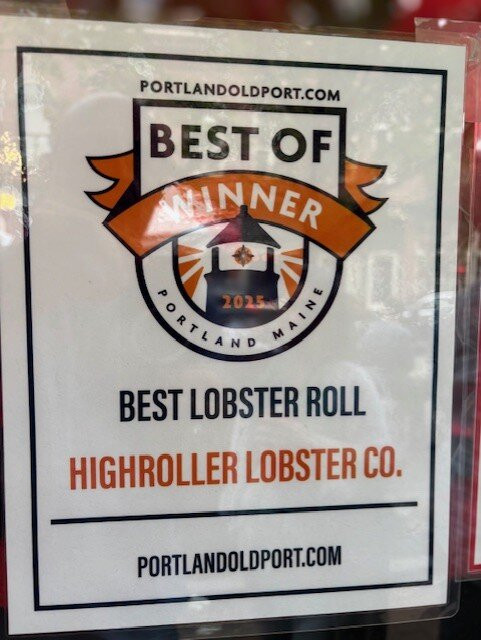 PORTLANDOLDPORT.COM
BEST OF
WINNER
2025
PORTLAND MAINE
BEST LOBSTER ROLL
HIGHROLLER LOBSTER CO.
PORTLANDOLDPORT.COM